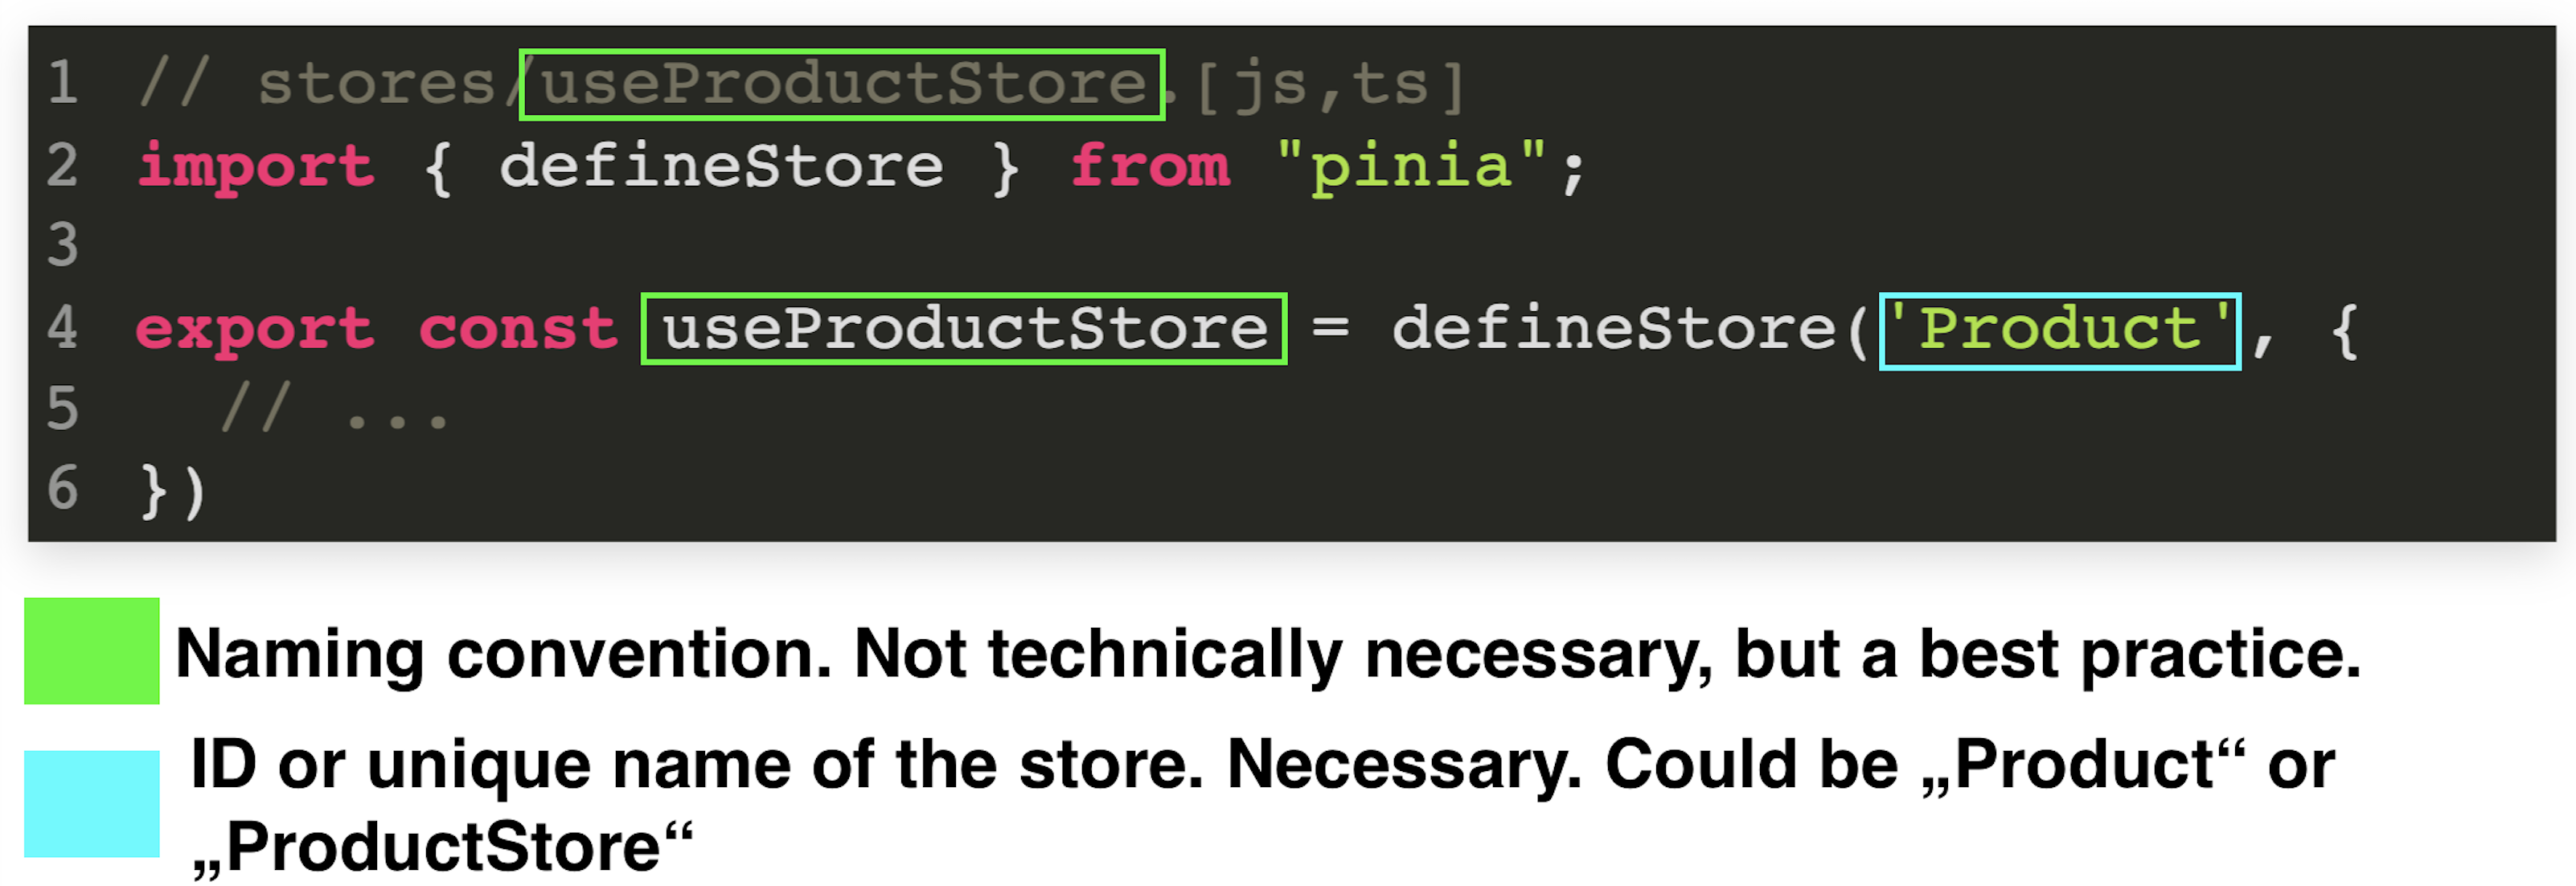 1 // stores/useProductStore.[js,ts]
2 import { defineStore } from "pinia";
3
4 export const useProductStore = defineStore('Product', {
5   // ...
6 })
Naming convention. Not technically necessary, but a best practice.
ID or unique name of the store. Necessary. Could be „Product“ or
„ProductStore“